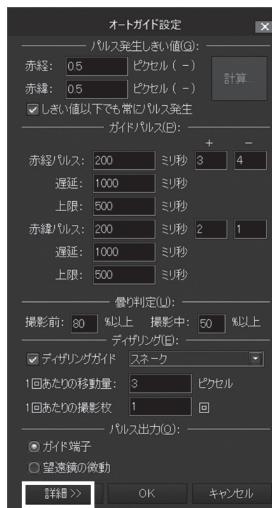 オートガイド設定
パルス発生しきい値(G):
赤経: 0.5 ピクセル (-)
赤緯: 0.5 ピクセル (-)
計算...
しきい値以下でも常にパルス発生
ガイドパルス(P):
+ -
赤経パルス: 200 ミリ秒 3 4
遅延: 1000 ミリ秒
上限: 500 ミリ秒
赤緯パルス: 200 ミリ秒 2 1
遅延: 1000 ミリ秒
上限: 500 ミリ秒
曇り判定(U):
撮影前: 80 %以上 撮影中: 50 %以上
ディザリング(E):
ディザリングガイド スネーク
1回あたりの移動量: 3 ピクセル
1回あたりの撮影枚 1 回
パルス出力(O):
ガイド端子
望遠鏡の微動
詳細 >> OK キャンセル